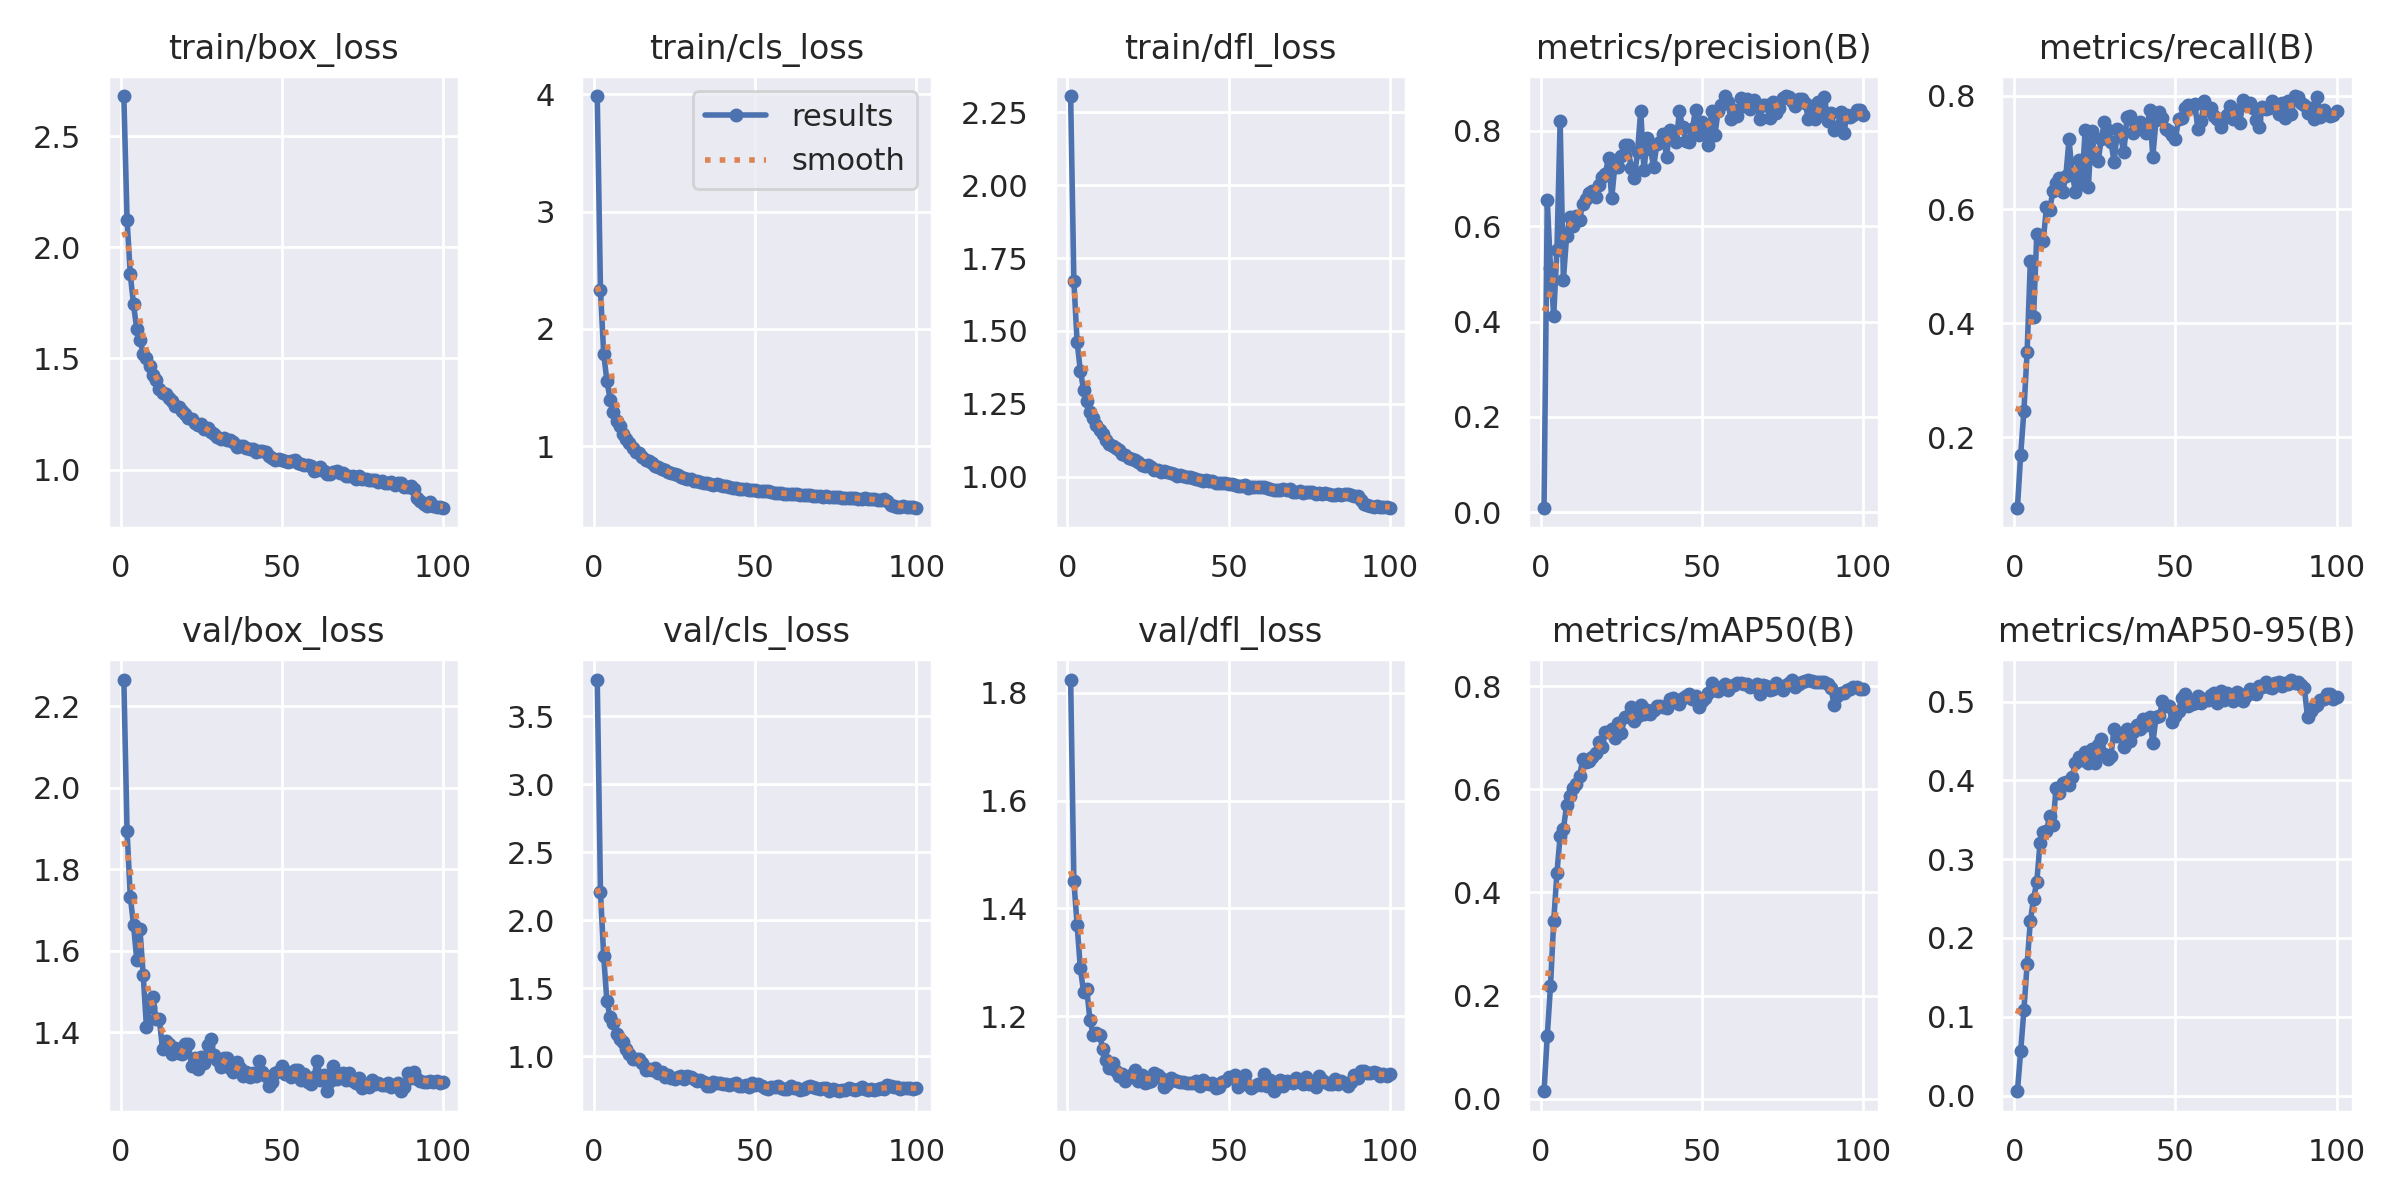 train/box_loss
2.5
2.0
1.5
1.0
0 50 100
train/cls_loss
results
smooth
4
3
2
1
0 50 100
train/dfl_loss
2.25
2.00
1.75
1.50
1.25
1.00
0 50 100
metrics/precision(B)
0.8
0.6
0.4
0.2
0.0
0 50 100
metrics/recall(B)
0.8
0.6
0.4
0.2
0 50 100
val/box_loss
2.2
2.0
1.8
1.6
1.4
0 50 100
val/cls_loss
3.5
3.0
2.5
2.0
1.5
1.0
0 50 100
val/dfl_loss
1.8
1.6
1.4
1.2
0 50 100
metrics/mAP50(B)
0.8
0.6
0.4
0.2
0.0
0 50 100
metrics/mAP50-95(B)
0.5
0.4
0.3
0.2
0.1
0.0
0 50 100